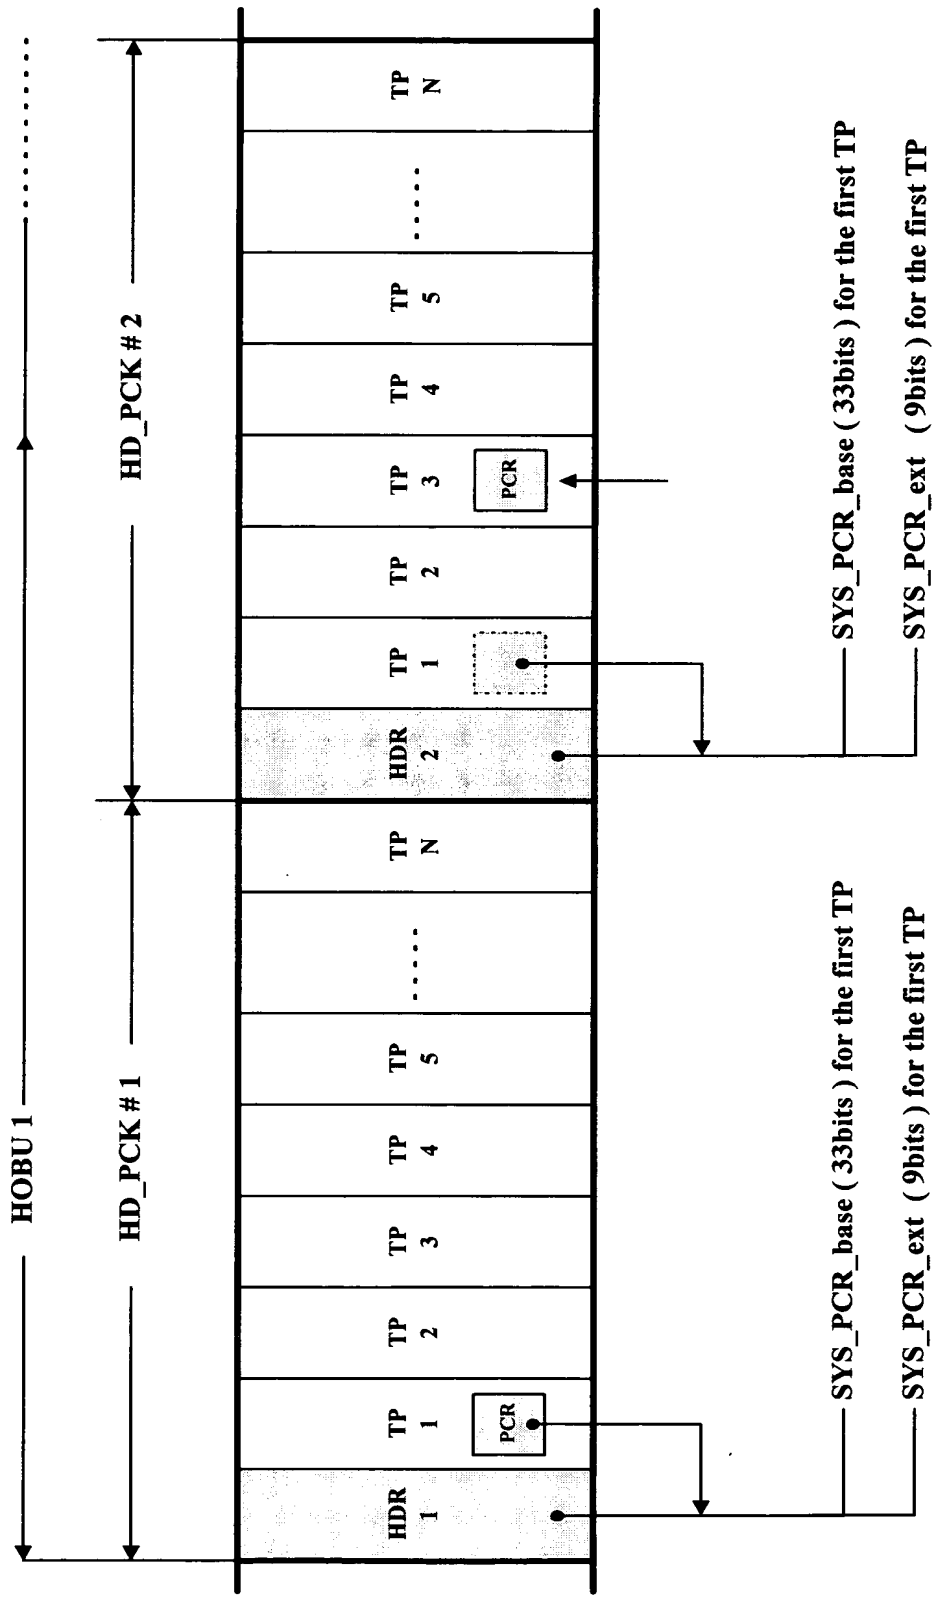 HOBU 1
HD_PCK # 1
HD_PCK # 2
HDR 1
TP 1
PCR
TP 2
TP 3
TP 4
TP 5
.....
TP N
HDR 2
TP 1
TP 2
TP 3
PCR
TP 4
TP 5
.....
TP N
SYS_PCR_base ( 33bits ) for the first TP
SYS_PCR_ext ( 9bits ) for the first TP
SYS_PCR_base ( 33bits ) for the first TP
SYS_PCR_ext ( 9bits ) for the first TP